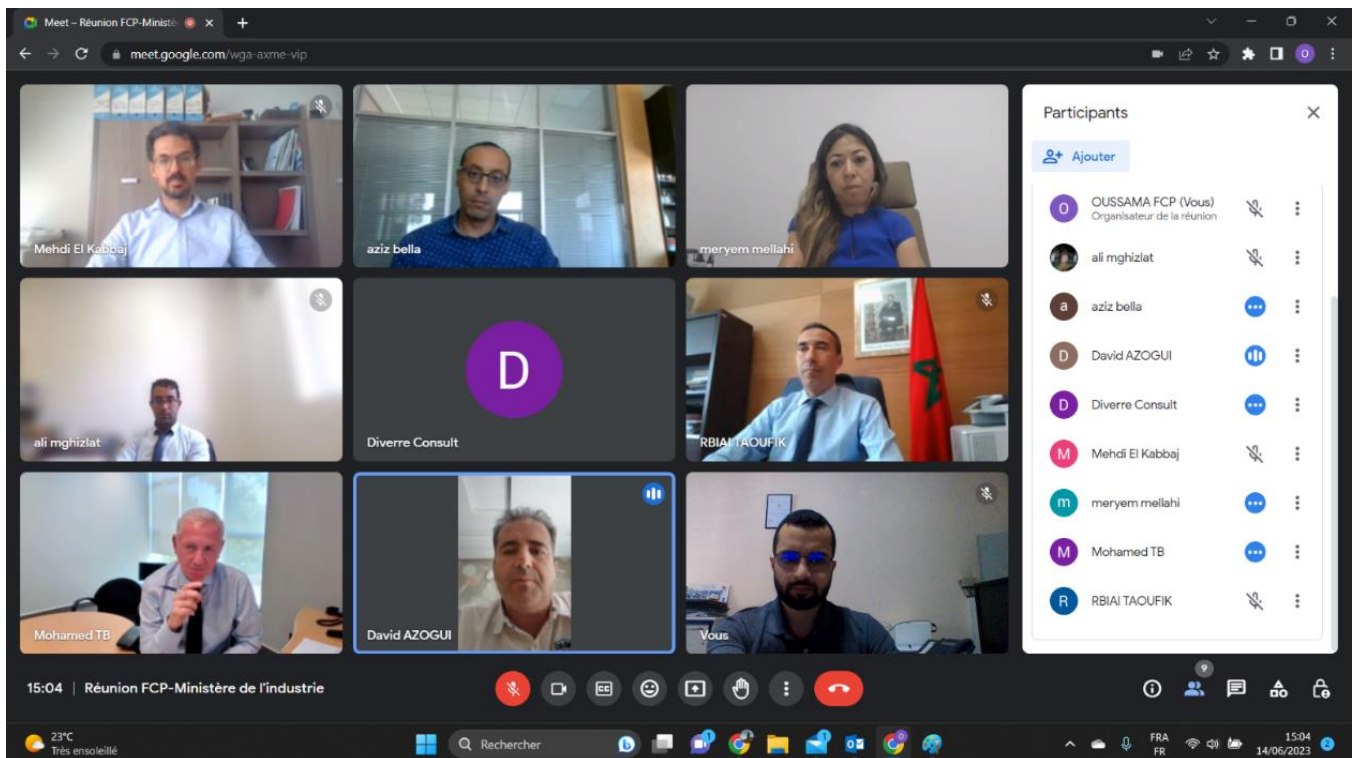 Meet – Réunion FCP-Ministè
meet.google.com/wga-axme-vip
O
Mehdi El Kabbaj
aziz bella
meryem mellahi
ali mghizlat
D
Diverre Consult
RBIAI TAOUFIK
Mohamed TB
David AZOGUI
Vous
Participants
Ajouter
O
OUSSAMA FCP (Vous)
Organisateur de la réunion
ali mghizlat
a
aziz bella
D
David AZOGUI
D
Diverre Consult
M
Mehdi El Kabbaj
m
meryem mellahi
M
Mohamed TB
R
RBIAI TAOUFIK
15:04 | Réunion FCP-Ministère de l'industrie
CC
9
23°C
Très ensoleillé
Rechercher
FRA
FR
15:04
14/06/2023
2